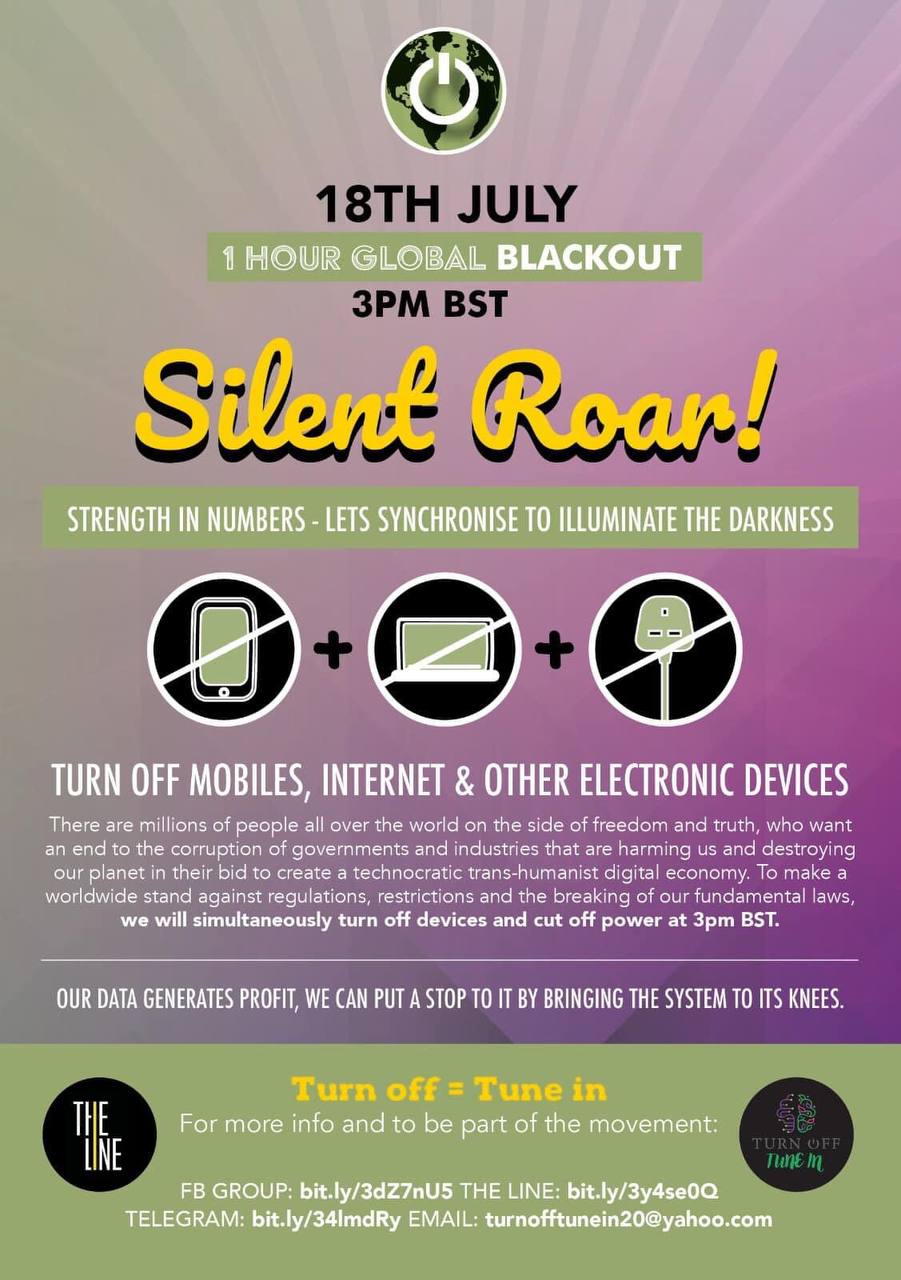 18TH JULY
1 HOUR GLOBAL BLACKOUT
3PM BST
Silent Roar!
STRENGTH IN NUMBERS - LETS SYNCHRONISE TO ILLUMINATE THE DARKNESS
TURN OFF MOBILES, INTERNET & OTHER ELECTRONIC DEVICES
There are millions of people all over the world on the side of freedom and truth, who want
an end to the corruption of governments and industries that are harming us and destroying
our planet in their bid to create a technocratic trans-humanist digital economy. To make a
worldwide stand against regulations, restrictions and the breaking of our fundamental laws,
we will simultaneously turn off devices and cut off power at 3pm BST.
OUR DATA GENERATES PROFIT, WE CAN PUT A STOP TO IT BY BRINGING THE SYSTEM TO ITS KNEES.
Turn off = Tune in
For more info and to be part of the movement:
THE
LINE
TURN OFF
TUNE IN
FB GROUP: bit.ly/3dZ7nU5 THE LINE: bit.ly/3y4se0Q
TELEGRAM: bit.ly/34lmdRy EMAIL: turnofftunein20@yahoo.com